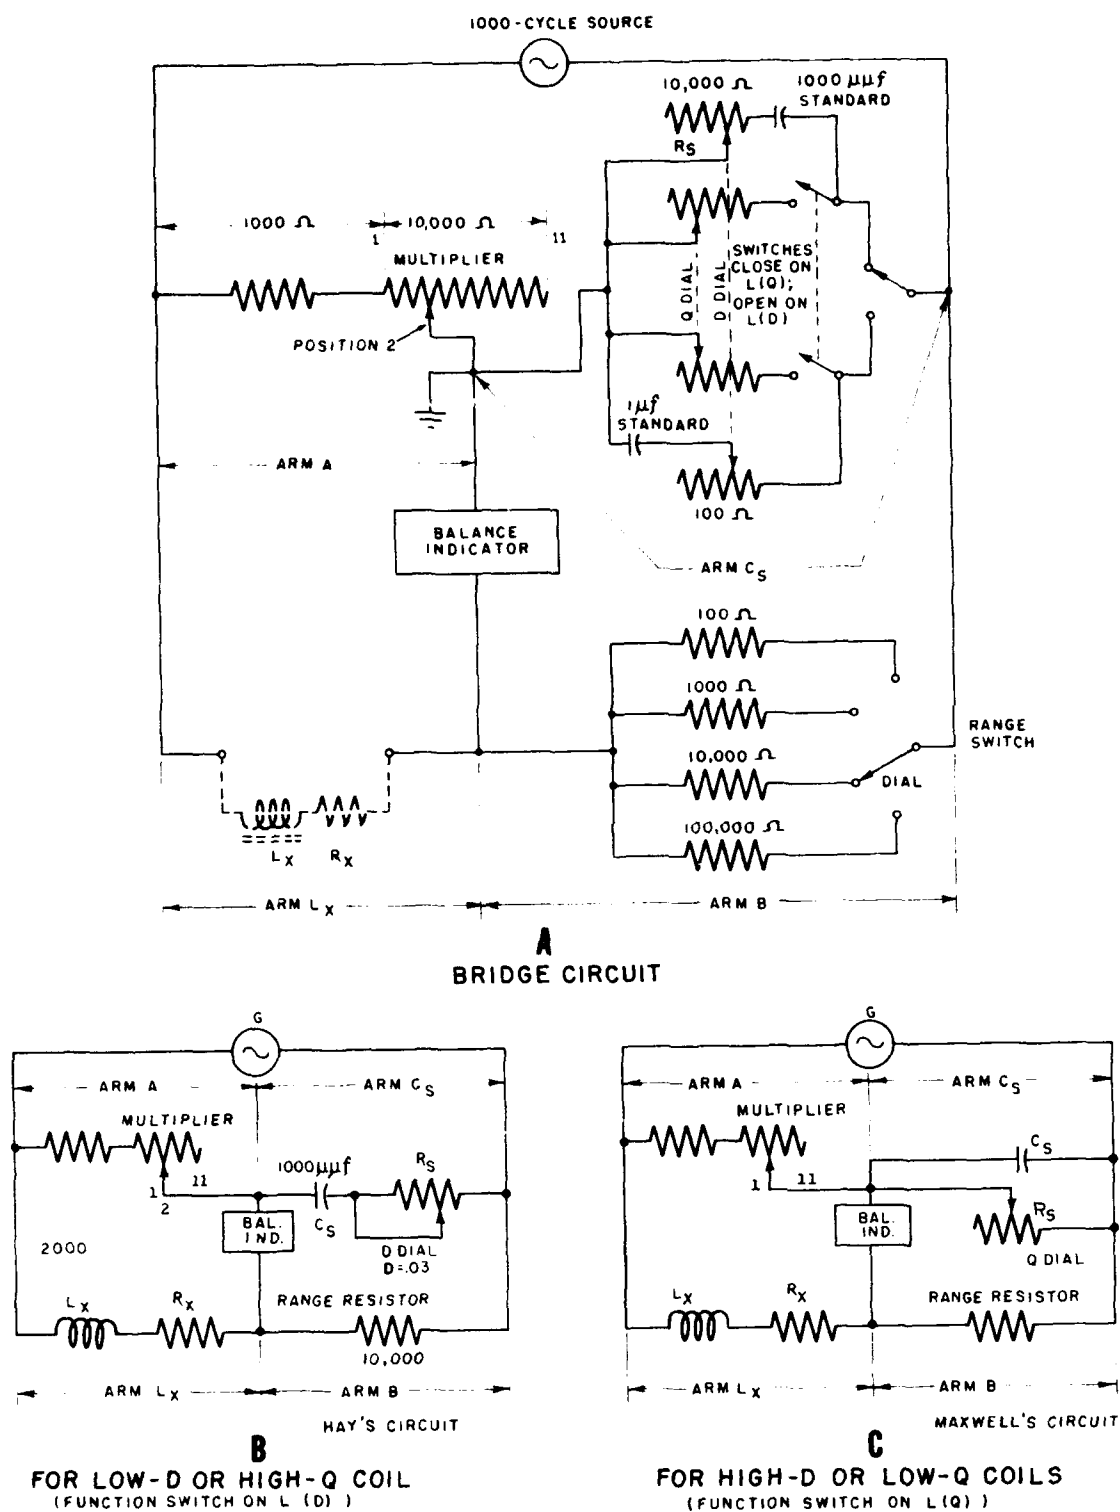 1000-CYCLE SOURCE
10,000 Ω
1000 μμf
STANDARD
RS
1000 Ω
10,000 Ω
1
11
MULTIPLIER
POSITION 2
Q DIAL
D DIAL
SWITCHES
CLOSE ON
L(Q);
OPEN ON
L(D)
1μf
STANDARD
100 Ω
ARM A
BALANCE
INDICATOR
ARM CS
100 Ω
1000 Ω
10,000 Ω
100,000 Ω
RANGE
SWITCH
DIAL
LX
RX
ARM LX
ARM B
A
BRIDGE CIRCUIT
G
ARM A
ARM CS
MULTIPLIER
1
11
2
1000μμf
CS
RS
BAL.
IND.
D DIAL
D=.03
2000
LX
RX
RANGE RESISTOR
10,000
ARM LX
ARM B
HAY'S CIRCUIT
B
FOR LOW-D OR HIGH-Q COIL
(FUNCTION SWITCH ON L (D) )
G
ARM A
ARM CS
MULTIPLIER
1
11
CS
BAL.
IND.
RS
Q DIAL
LX
RX
RANGE RESISTOR
ARM LX
ARM B
MAXWELL'S CIRCUIT
C
FOR HIGH-D OR LOW-Q COILS
(FUNCTION SWITCH ON L(Q) )